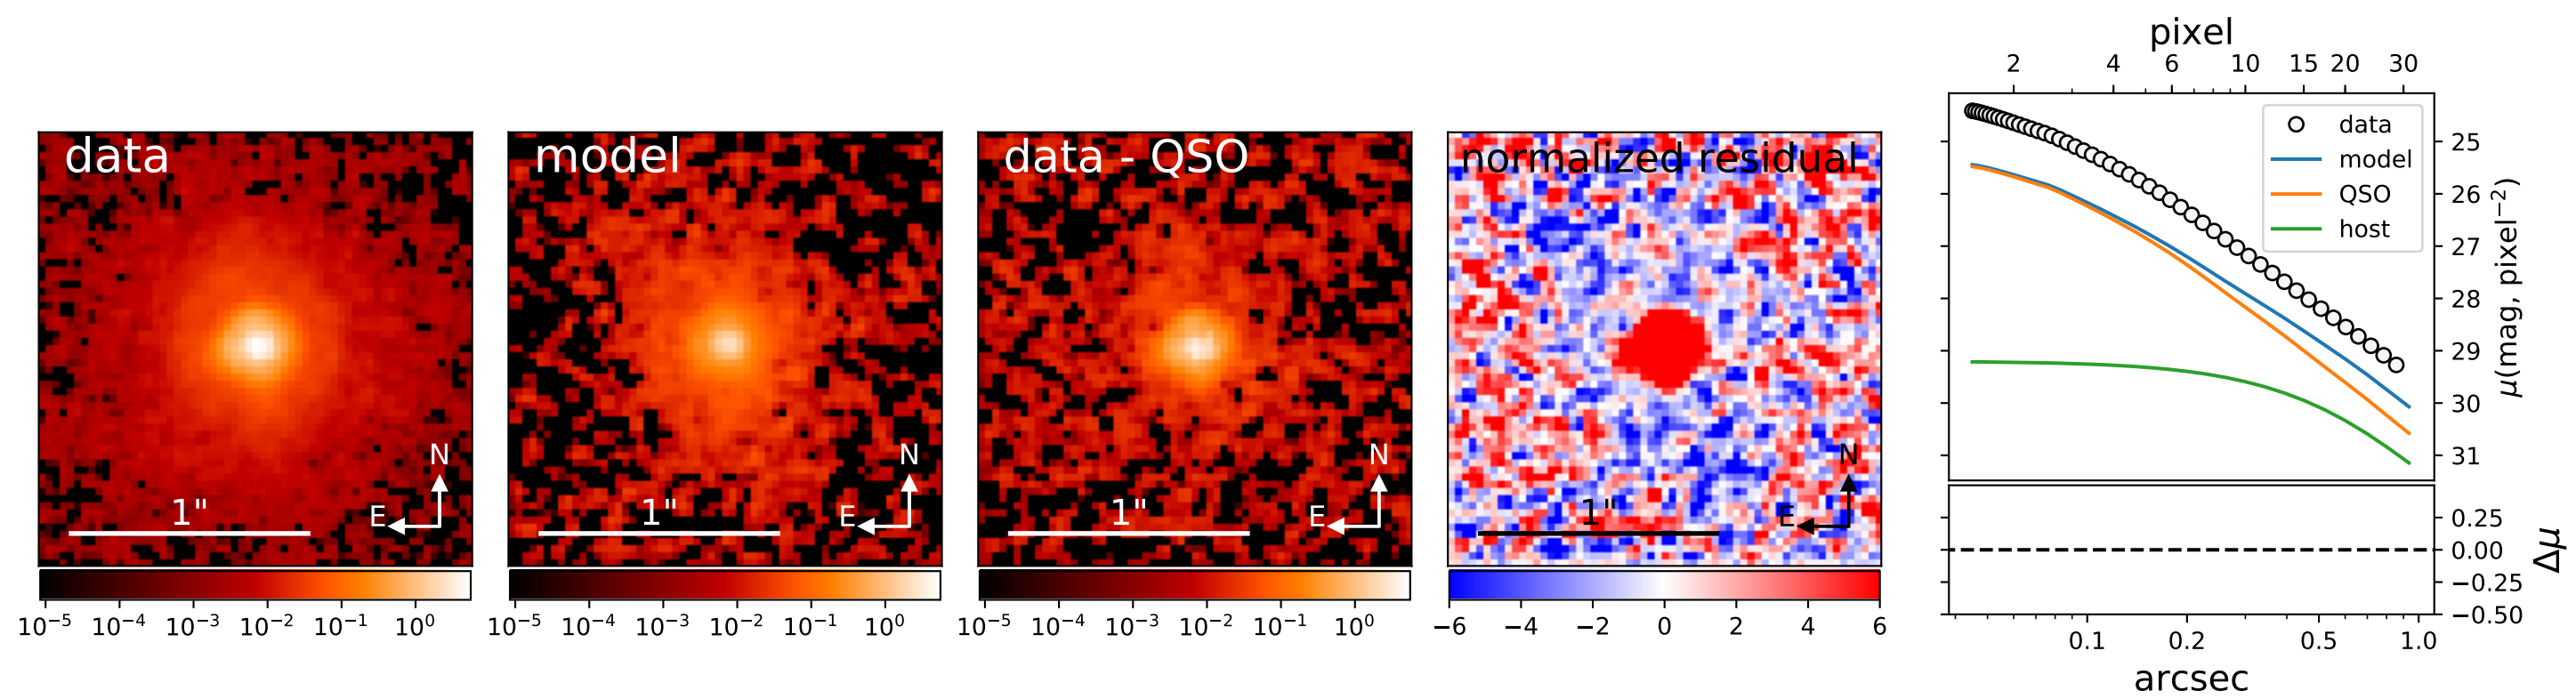 data
N
E
1"
10⁻⁵ 10⁻⁴ 10⁻³ 10⁻² 10⁻¹ 10⁰
model
N
E
1"
10⁻⁵ 10⁻⁴ 10⁻³ 10⁻² 10⁻¹ 10⁰
data - QSO
N
E
1"
10⁻⁵ 10⁻⁴ 10⁻³ 10⁻² 10⁻¹ 10⁰
normalized residual
N
E
1"
−6 −4 −2 0 2 4 6
pixel
2 4 6 10 15 20 30
data
model
QSO
host
25
26
27
28
29
30
31
μ(mag, pixel⁻²)
0.25
0.00
−0.25
−0.50
Δμ
0.1 0.2 0.5 1.0
arcsec